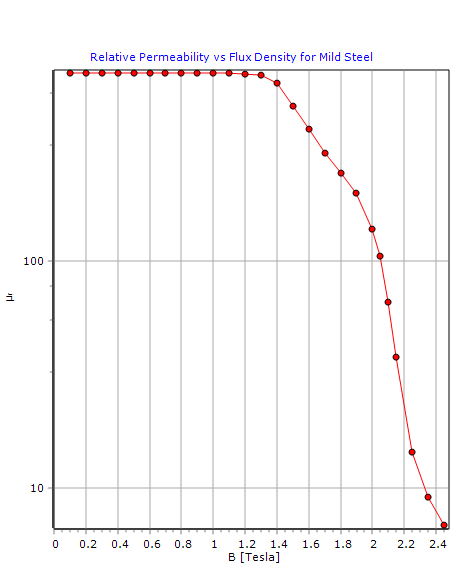 Relative Permeability vs Flux Density for Mild Steel
100
µr
10
0 0.2 0.4 0.6 0.8 1 1.2 1.4 1.6 1.8 2 2.2 2.4
B [Tesla]